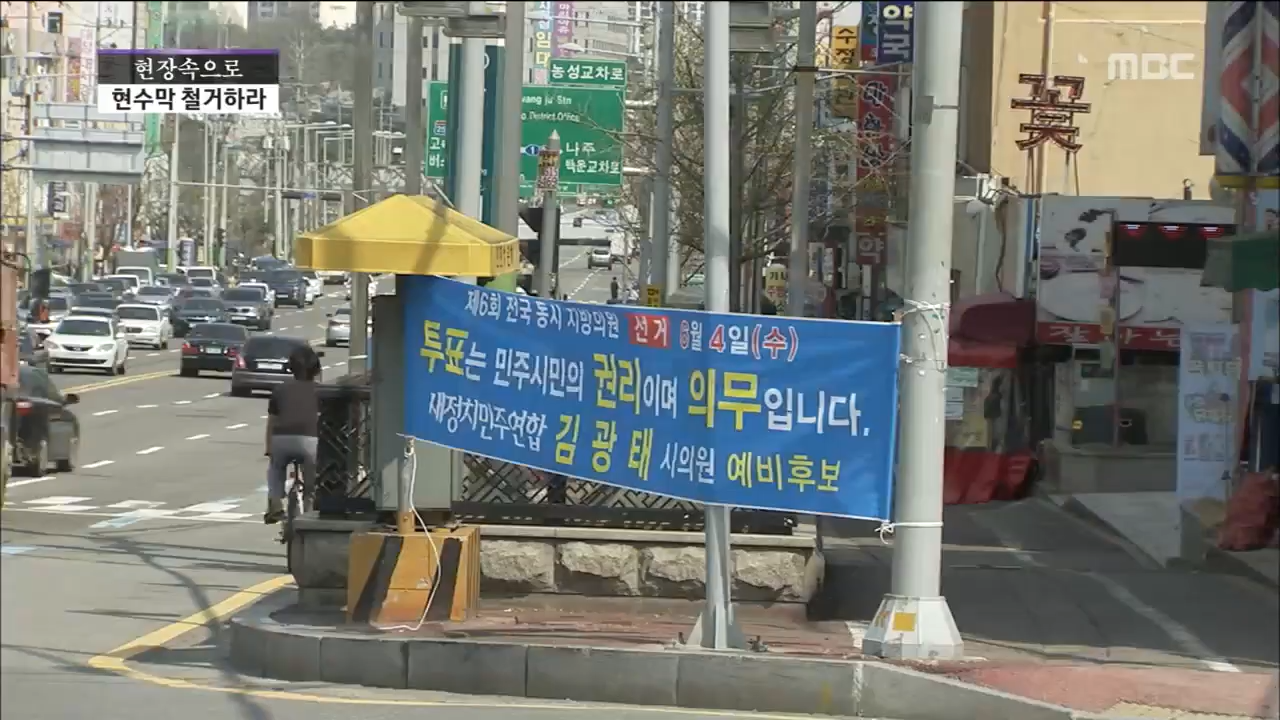 현장속으로
현수막 철거하라
MBC
농성교차로
나주
백운교차로
약국
꽃
제6회 전국 동시 지방의원 선거 6월 4일(수)
투표는 민주시민의 권리이며 의무입니다.
새정치민주연합 김광태 시의원 예비후보